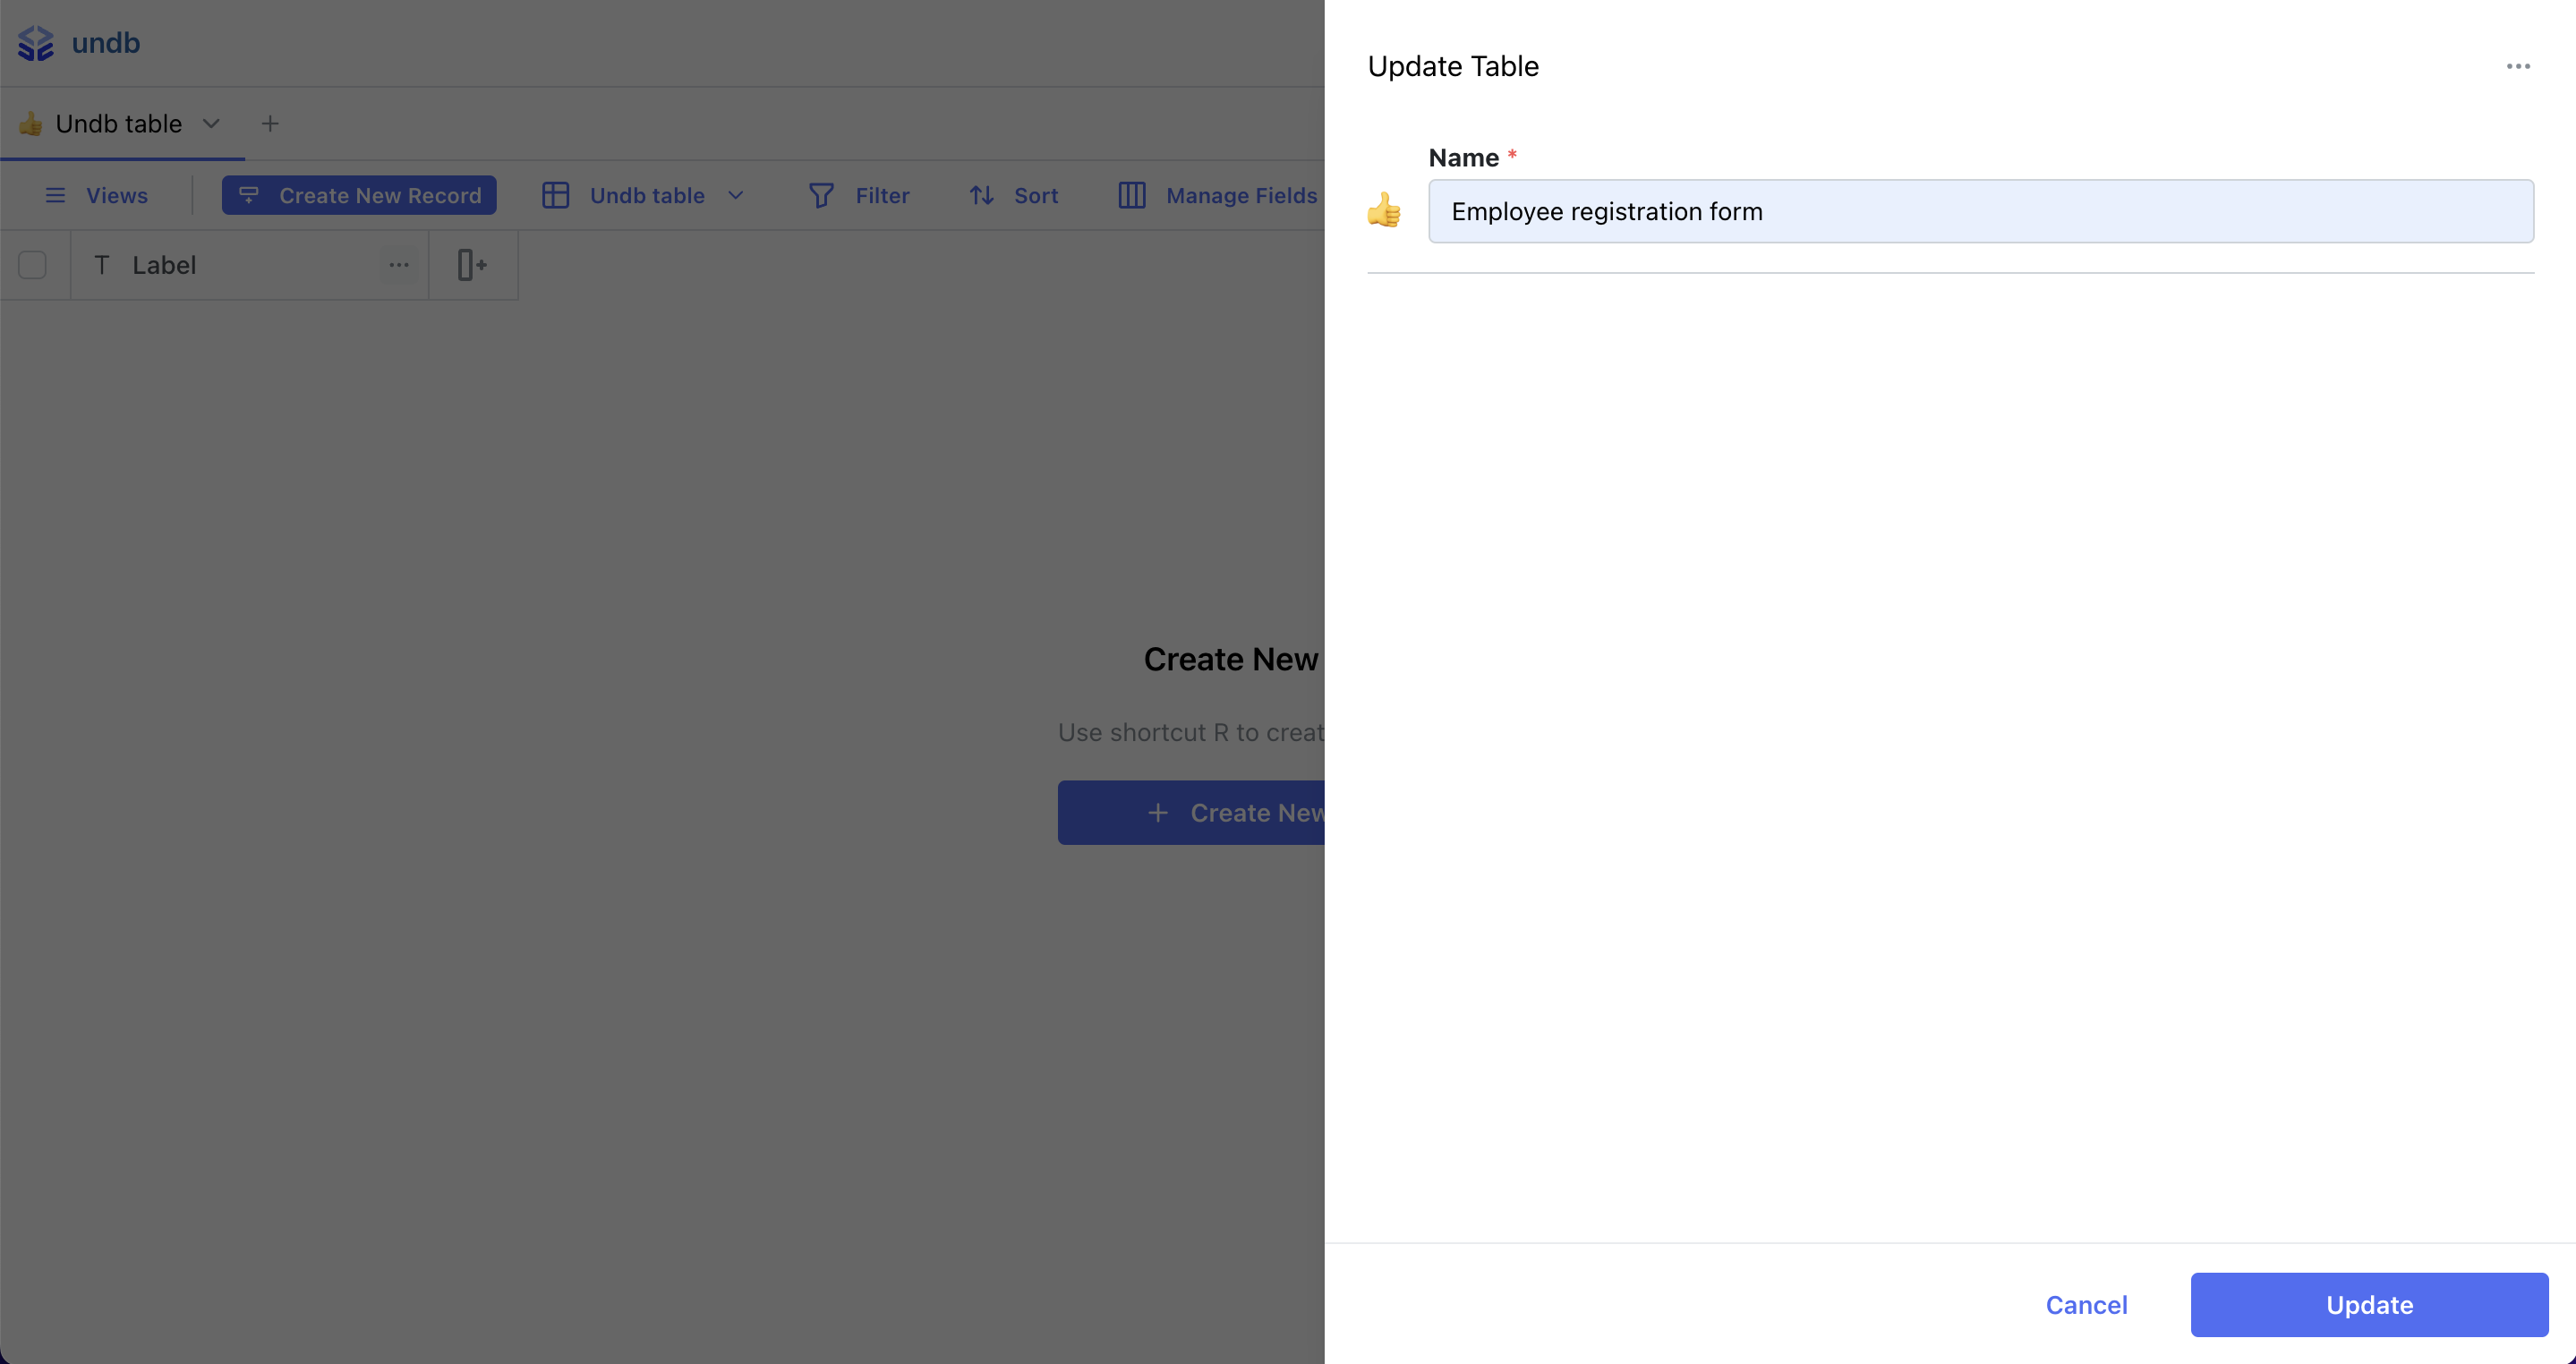 undb
Undb table
Views
Create New Record
Undb table
Filter
Sort
Manage Fields
Label
Create New
Use shortcut R to creat
Create New
Update Table
Name *
Employee registration form
Cancel
Update